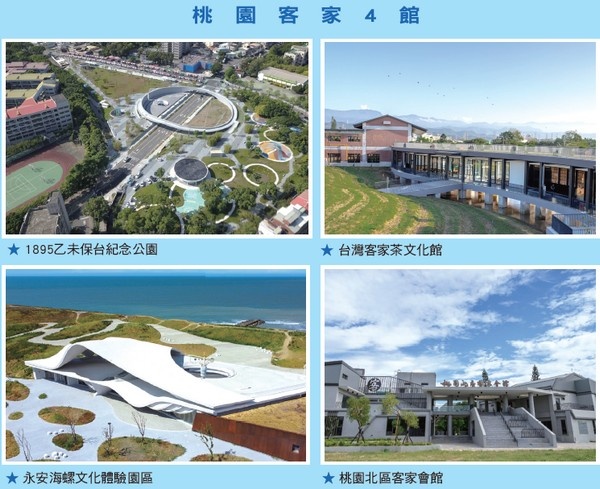 桃園客家4館
★ 1895乙未保台紀念公園
★ 台灣客家茶文化館
★ 永安海螺文化體驗園區
★ 桃園北區客家會館